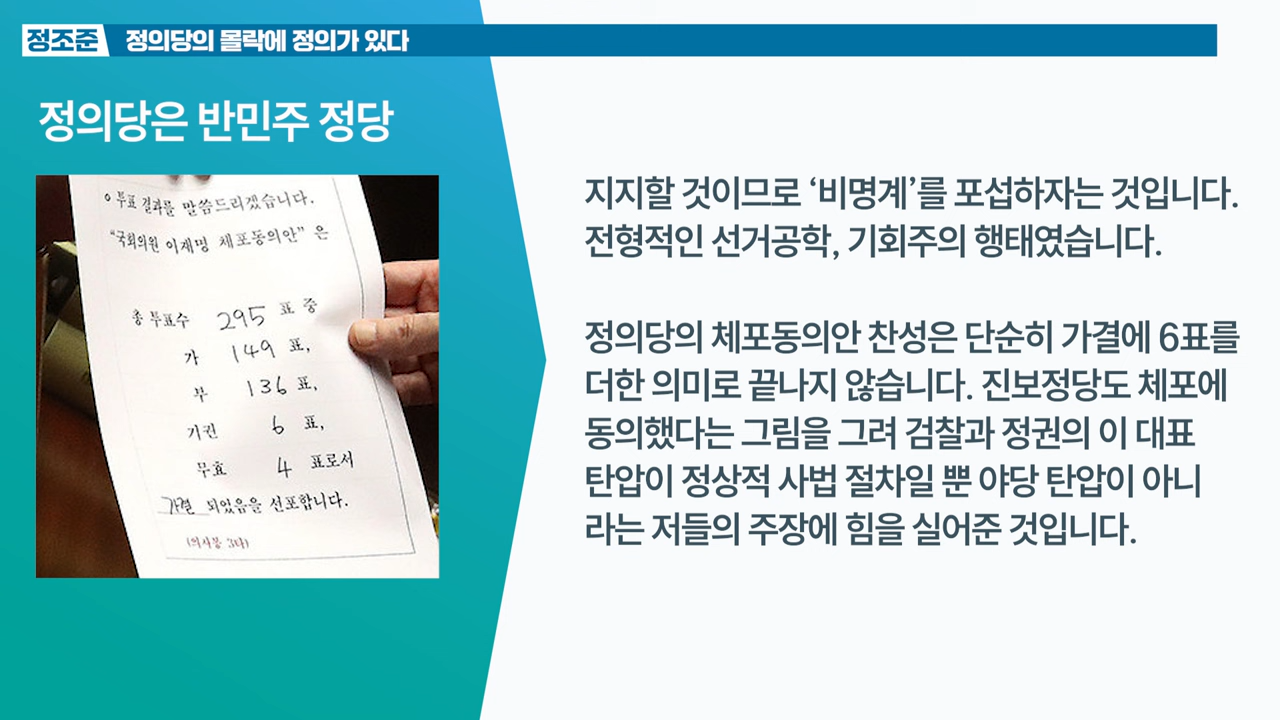 정조준
정의당의 몰락에 정의가 있다
정의당은 반민주 정당
o 투표 결과를 말씀드리겠습니다.
“국회의원 이재명 체포동의안” 은
총 투표수 295 표 중
가 149 표,
부 136 표,
기권 6 표,
무효 4 표로서
가결 되었음을 선포합니다.
(의사봉 3타)
지지할 것이므로 ‘비명계’를 포섭하자는 것입니다.
전형적인 선거공학, 기회주의 행태였습니다.
정의당의 체포동의안 찬성은 단순히 가결에 6표를
더한 의미로 끝나지 않습니다. 진보정당도 체포에
동의했다는 그림을 그려 검찰과 정권의 이 대표
탄압이 정상적 사법 절차일 뿐 야당 탄압이 아니
라는 저들의 주장에 힘을 실어준 것입니다.